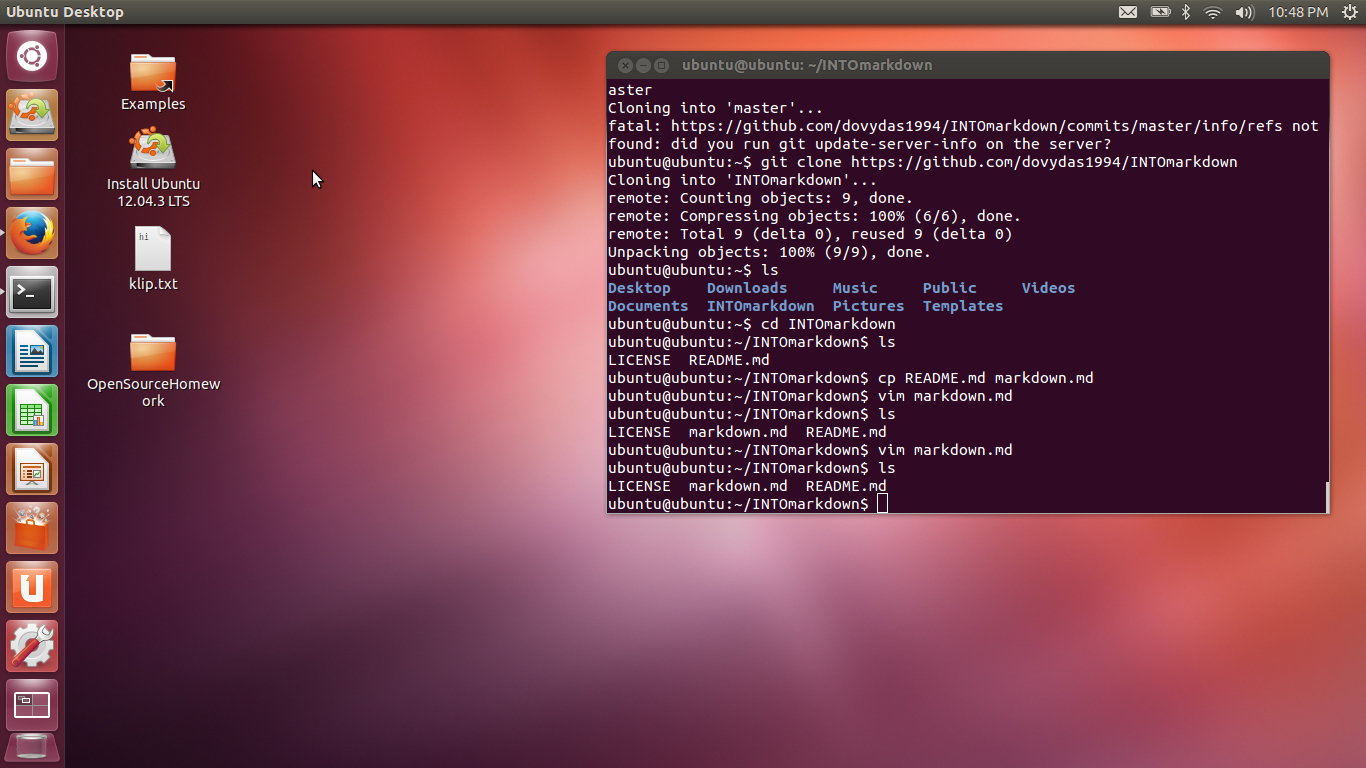 Ubuntu Desktop
10:48 PM
Examples
Install Ubuntu
12.04.3 LTS
hi
klip.txt
OpenSourceHomew
ork
ubuntu@ubuntu: ~/INTOmarkdown
aster
Cloning into 'master'...
fatal: https://github.com/dovydas1994/INTOmarkdown/commits/master/info/refs not
found: did you run git update-server-info on the server?
ubuntu@ubuntu:~$ git clone https://github.com/dovydas1994/INTOmarkdown
Cloning into 'INTOmarkdown'...
remote: Counting objects: 9, done.
remote: Compressing objects: 100% (6/6), done.
remote: Total 9 (delta 0), reused 9 (delta 0)
Unpacking objects: 100% (9/9), done.
ubuntu@ubuntu:~$ ls
Desktop    Downloads     Music     Public     Videos
Documents  INTOmarkdown  Pictures  Templates
ubuntu@ubuntu:~$ cd INTOmarkdown
ubuntu@ubuntu:~/INTOmarkdown$ ls
LICENSE  README.md
ubuntu@ubuntu:~/INTOmarkdown$ cp README.md markdown.md
ubuntu@ubuntu:~/INTOmarkdown$ vim markdown.md
ubuntu@ubuntu:~/INTOmarkdown$ ls
LICENSE  markdown.md  README.md
ubuntu@ubuntu:~/INTOmarkdown$ vim markdown.md
ubuntu@ubuntu:~/INTOmarkdown$ ls
LICENSE  markdown.md  README.md
ubuntu@ubuntu:~/INTOmarkdown$